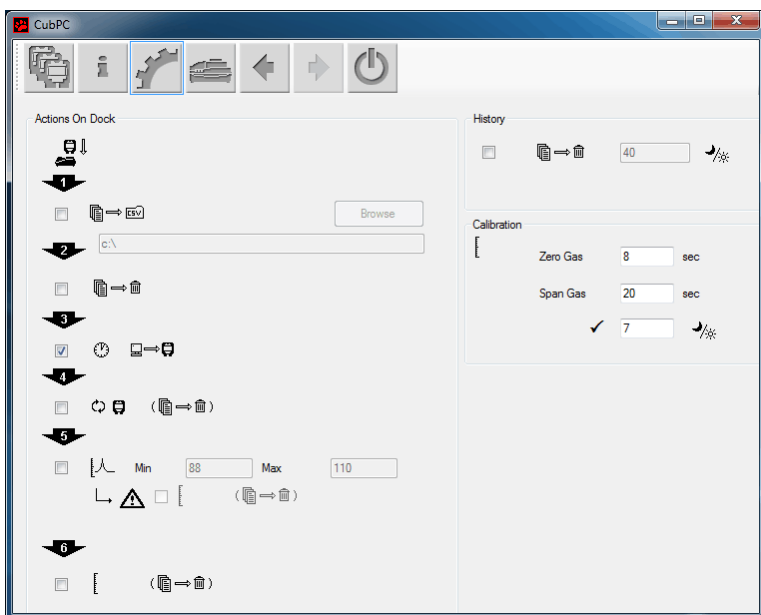 CubPC
i
Actions On Dock
1
CSV
Browse
2
c:\
3
4
( )
5
Min 88 Max 110
( )
6
( )
History
40
Calibration
Zero Gas 8 sec
Span Gas 20 sec
7